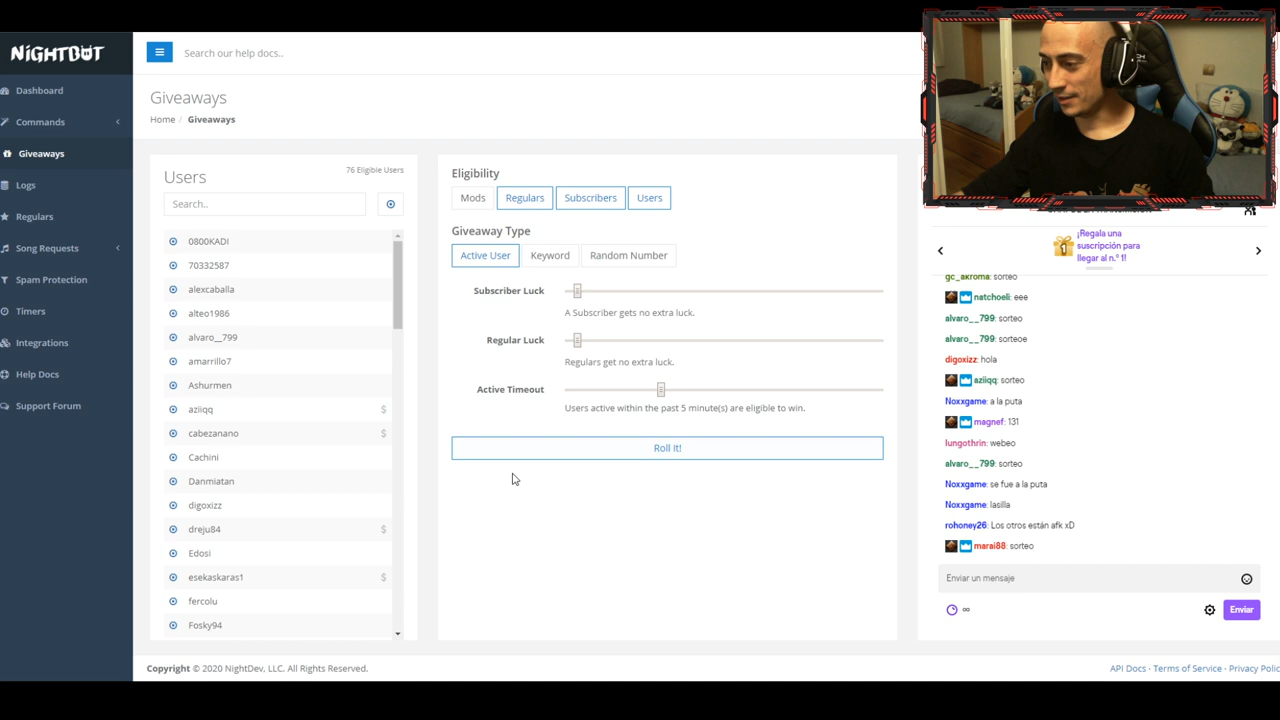 NIGHTBOT
Search our help docs..
Dashboard
Commands
Giveaways
Logs
Regulars
Song Requests
Spam Protection
Timers
Integrations
Help Docs
Support Forum
Giveaways
Home / Giveaways
Users
76 Eligible Users
Search..
0800KADI
70332587
alexcaballa
alteo1986
alvaro__799
amarrillo7
Ashurmen
aziiqq $
cabezanano $
Cachini
Danmiatan
digoxizz
dreju84 $
Edosi
esekaskaras1 $
fercolu
Fosky94
Eligibility
Mods Regulars Subscribers Users
Giveaway Type
Active User Keyword Random Number
Subscriber Luck
A Subscriber gets no extra luck.
Regular Luck
Regulars get no extra luck.
Active Timeout
Users active within the past 5 minute(s) are eligible to win.
Roll It!
¡Regala una
suscripción para
llegar al n.º 1!
1
gc_akroma: sorteo
natchoeli: eee
alvaro__799: sorteo
alvaro__799: sorteoe
digoxizz: hola
aziiqq: sorteo
Noxxgame: a la puta
magnef: 131
lungothrin: webeo
alvaro__799: sorteo
Noxxgame: se fue a la puta
Noxxgame: lasilla
rohoney26: Los otros están afk xD
marai88: sorteo
Enviar un mensaje
∞
Enviar
Copyright © 2020 NightDev, LLC. All Rights Reserved.
API Docs · Terms of Service · Privacy Polic